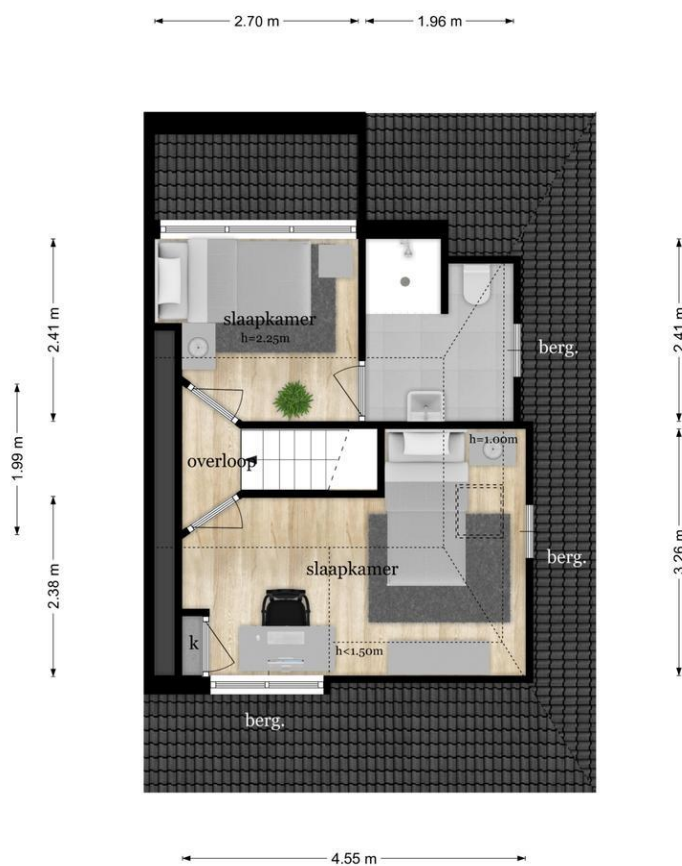 2.70 m
1.96 m
slaapkamer
h=2.25m
2.41 m
2.41 m
berg.
1.99 m
h=1.00m
overloop
3.26 m
berg.
slaapkamer
2.38 m
k
h<1.50m
berg.
4.55 m